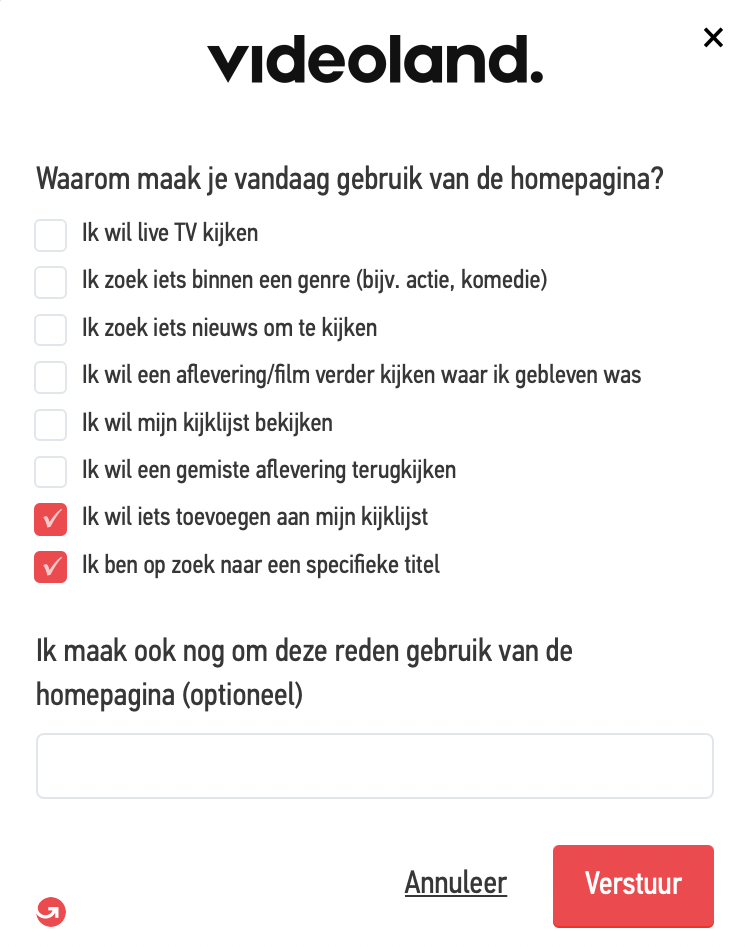 videoland.
Waarom maak je vandaag gebruik van de homepagina?
Ik wil live TV kijken
Ik zoek iets binnen een genre (bijv. actie, komedie)
Ik zoek iets nieuws om te kijken
Ik wil een aflevering/film verder kijken waar ik gebleven was
Ik wil mijn kijklijst bekijken
Ik wil een gemiste aflevering terugkijken
Ik wil iets toevoegen aan mijn kijklijst
Ik ben op zoek naar een specifieke titel
Ik maak ook nog om deze reden gebruik van de
homepagina (optioneel)
Annuleer
Verstuur